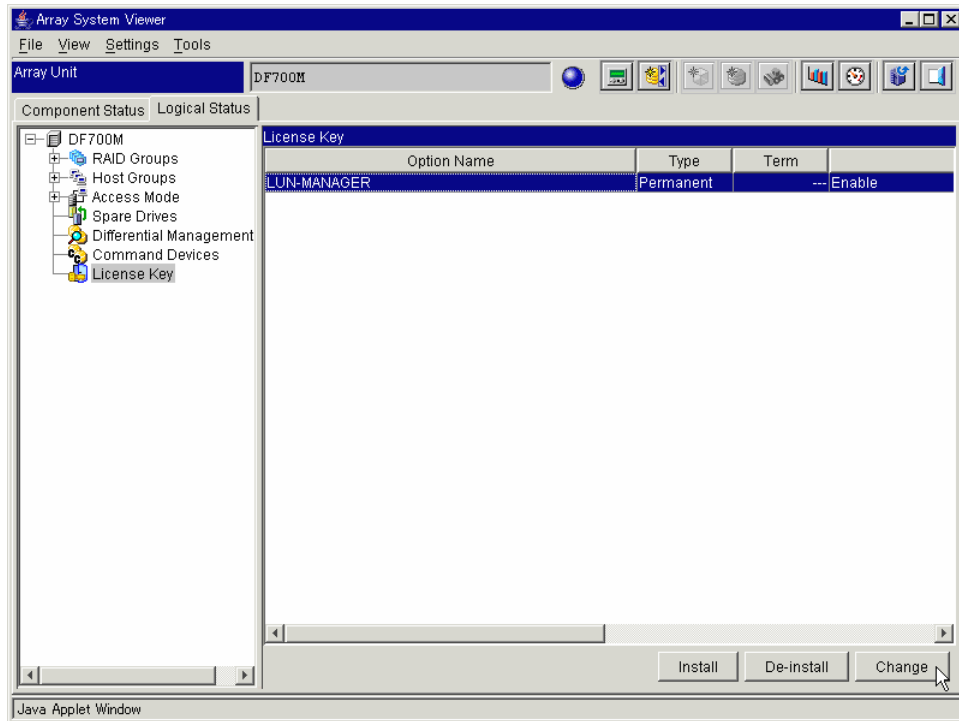 Array System Viewer
File View Settings Tools
Array Unit DF700M
Component Status Logical Status
DF700M
RAID Groups
Host Groups
Access Mode
Spare Drives
Differential Management
Command Devices
License Key
License Key
Option Name Type Term
LUN-MANAGER Permanent --- Enable
Install De-install Change
Java Applet Window